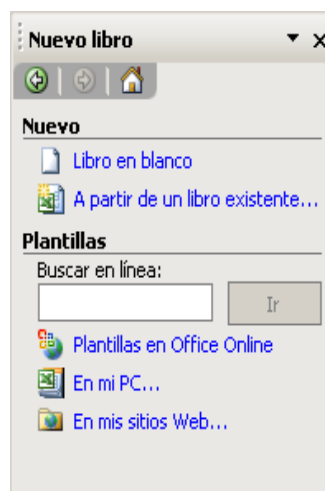 Nuevo libro
Nuevo
Libro en blanco
A partir de un libro existente...
Plantillas
Buscar en línea:
Ir
Plantillas en Office Online
En mi PC...
En mis sitios Web...